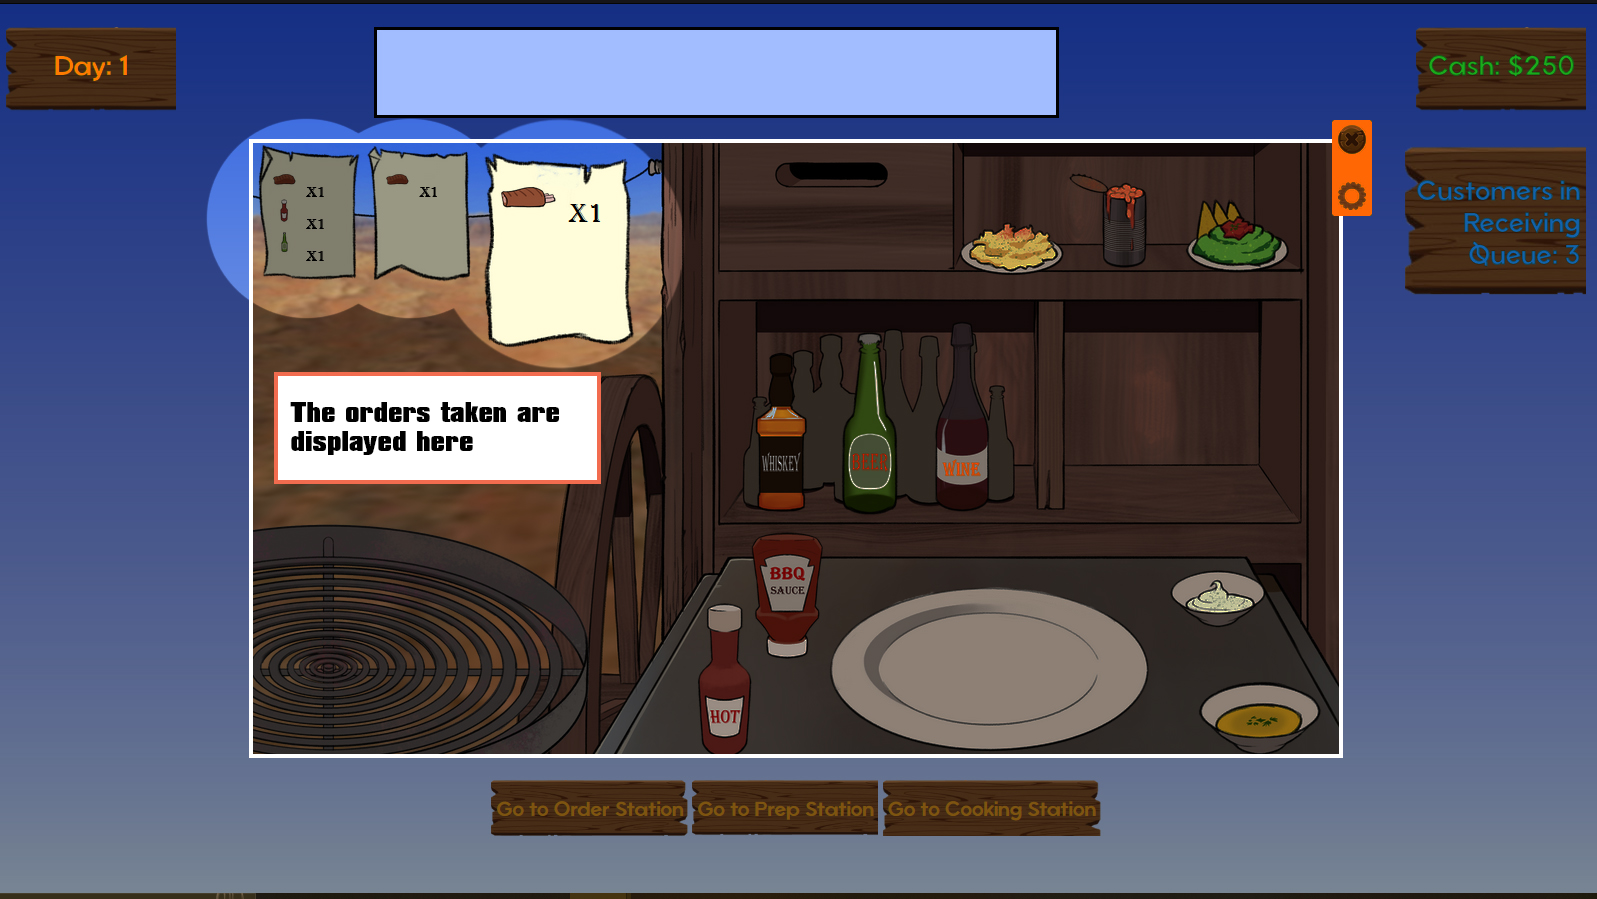 Day: 1
Cash: $250
Customers in
Receiving
Queue: 3
X1
X1
X1
X1
X1
The orders taken are
displayed here
WHISKEY
BEER
WINE
BBQ
SAUCE
HOT
Go to Order Station
Go to Prep Station
Go to Cooking Station